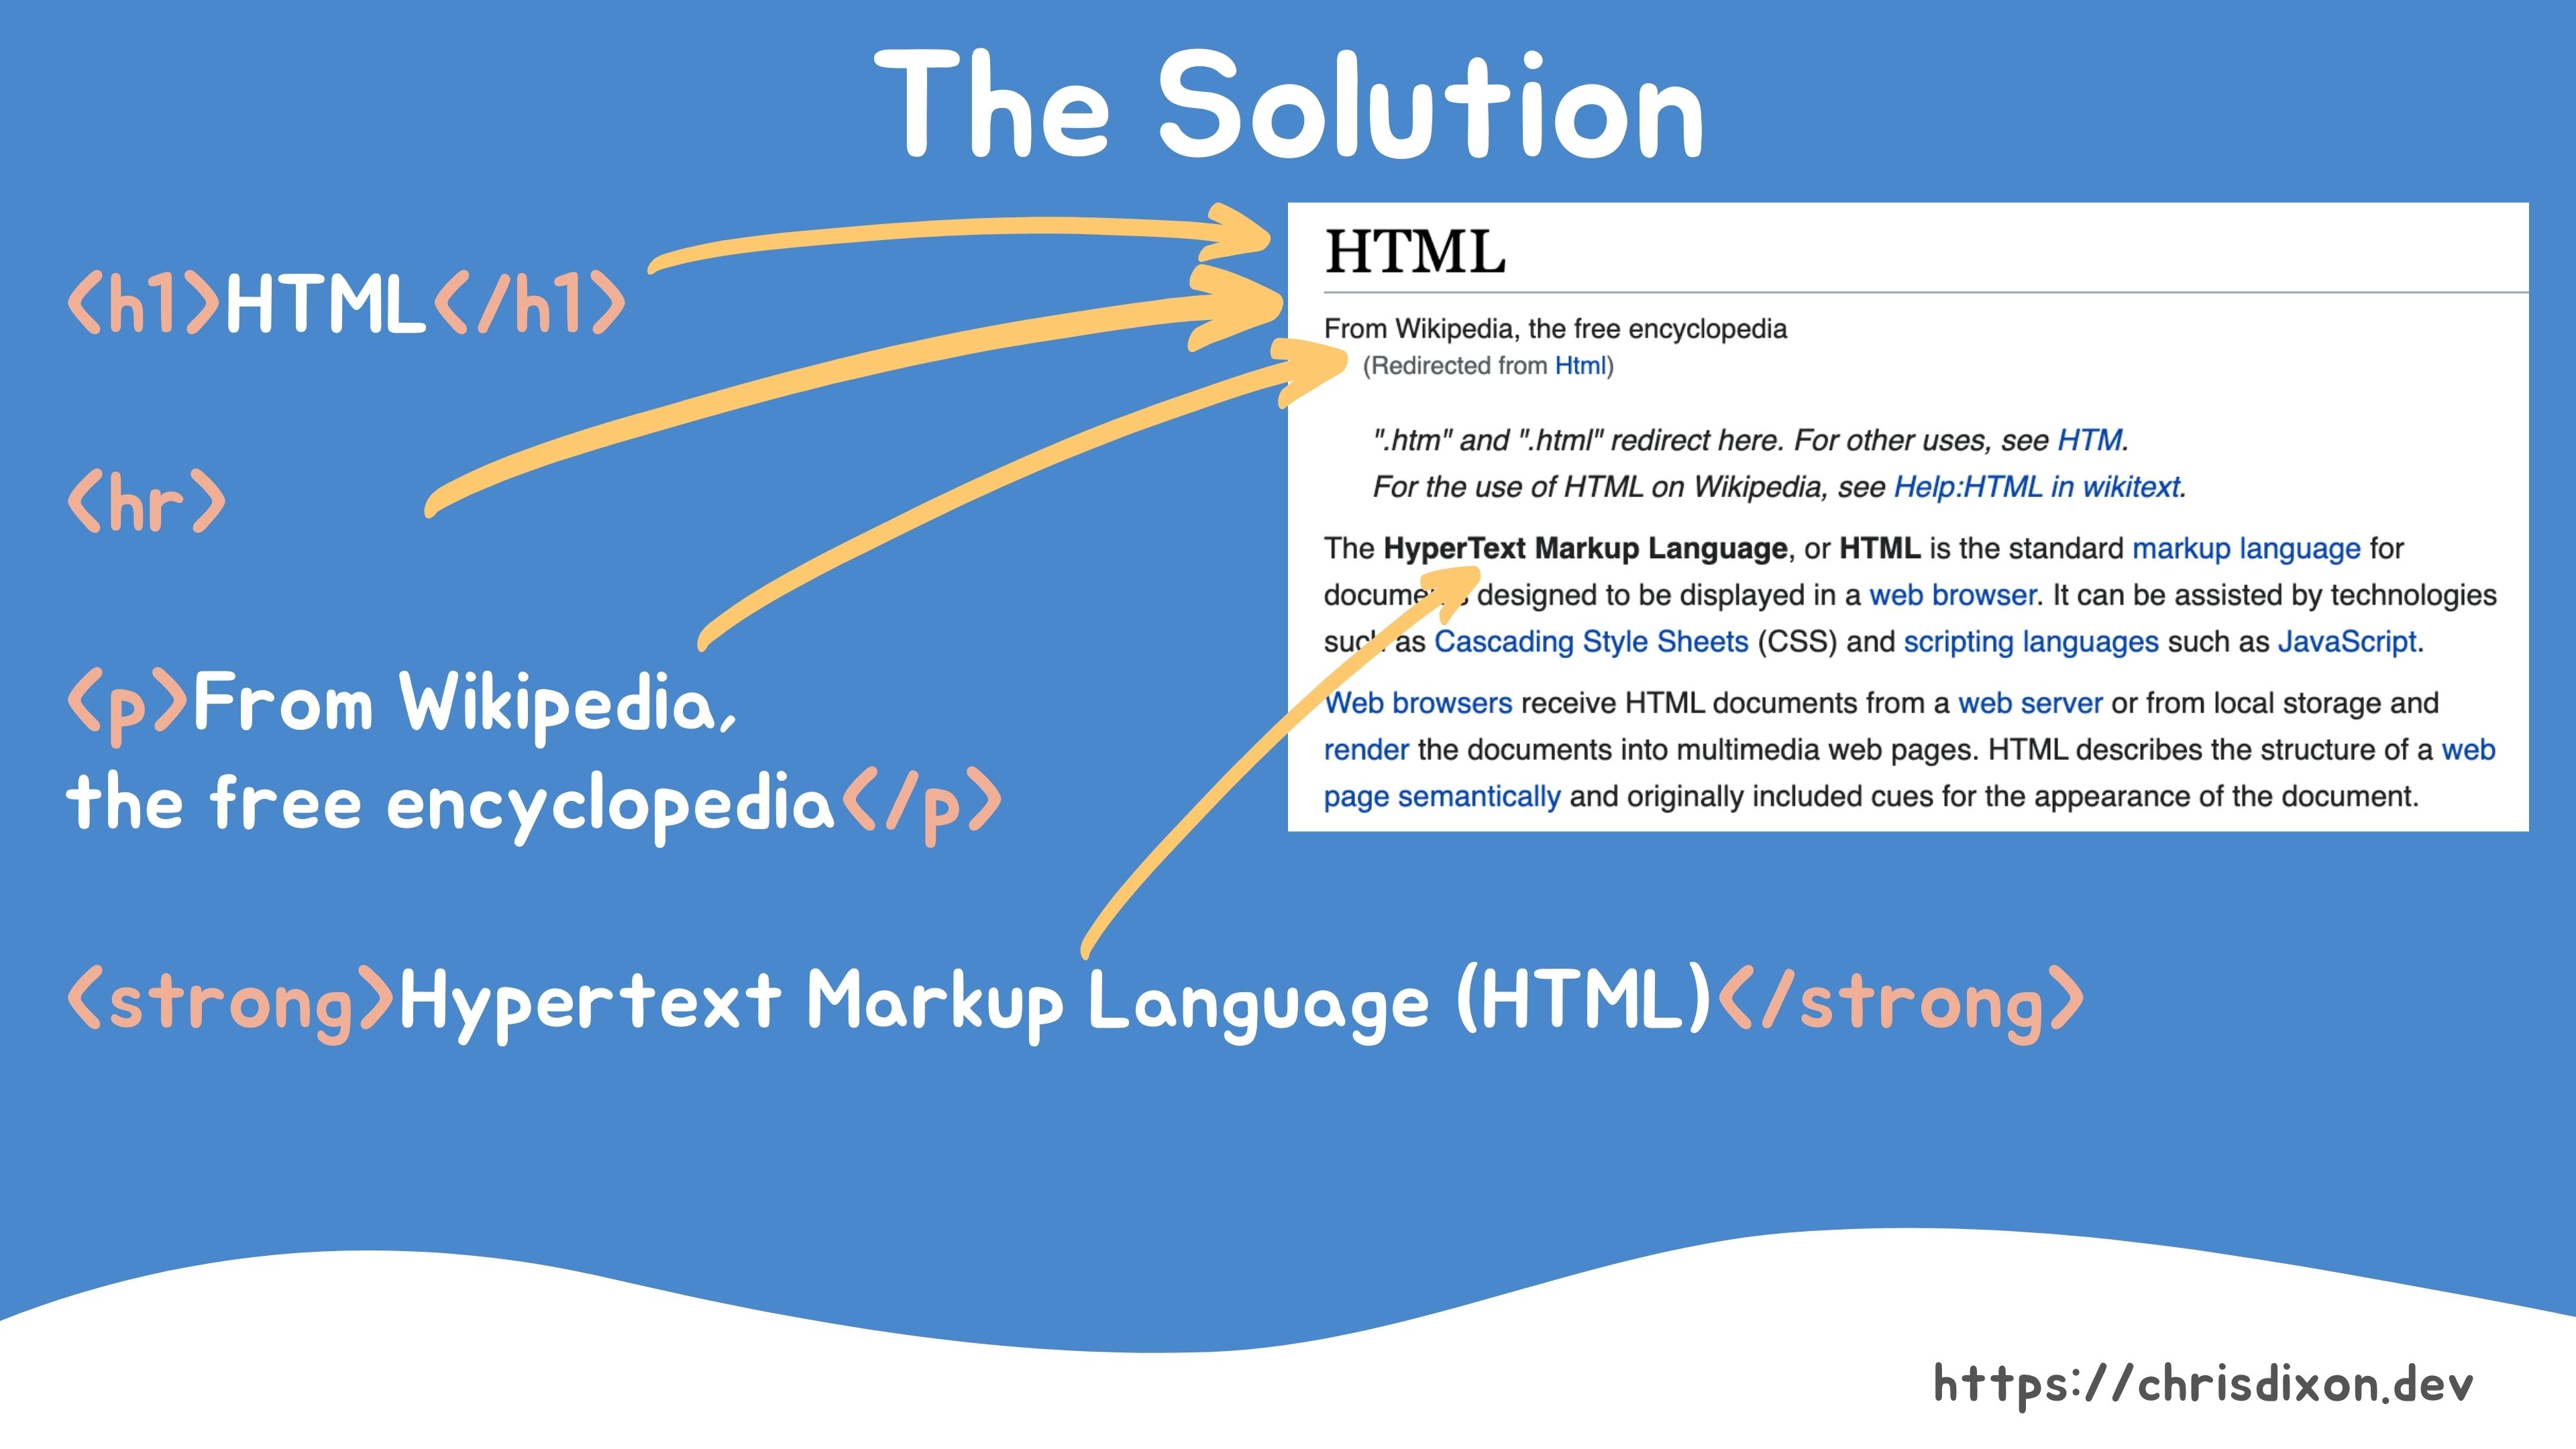 The Solution
<h1>HTML</h1>
<hr>
<p>From Wikipedia,
the free encyclopedia</p>
<strong>Hypertext Markup Language (HTML)</strong>
HTML
From Wikipedia, the free encyclopedia
(Redirected from Html)
".htm" and ".html" redirect here. For other uses, see HTM.
For the use of HTML on Wikipedia, see Help:HTML in wikitext.
The HyperText Markup Language, or HTML is the standard markup language for
documents designed to be displayed in a web browser. It can be assisted by technologies
such as Cascading Style Sheets (CSS) and scripting languages such as JavaScript.
Web browsers receive HTML documents from a web server or from local storage and
render the documents into multimedia web pages. HTML describes the structure of a web
page semantically and originally included cues for the appearance of the document.
https://chrisdixon.dev